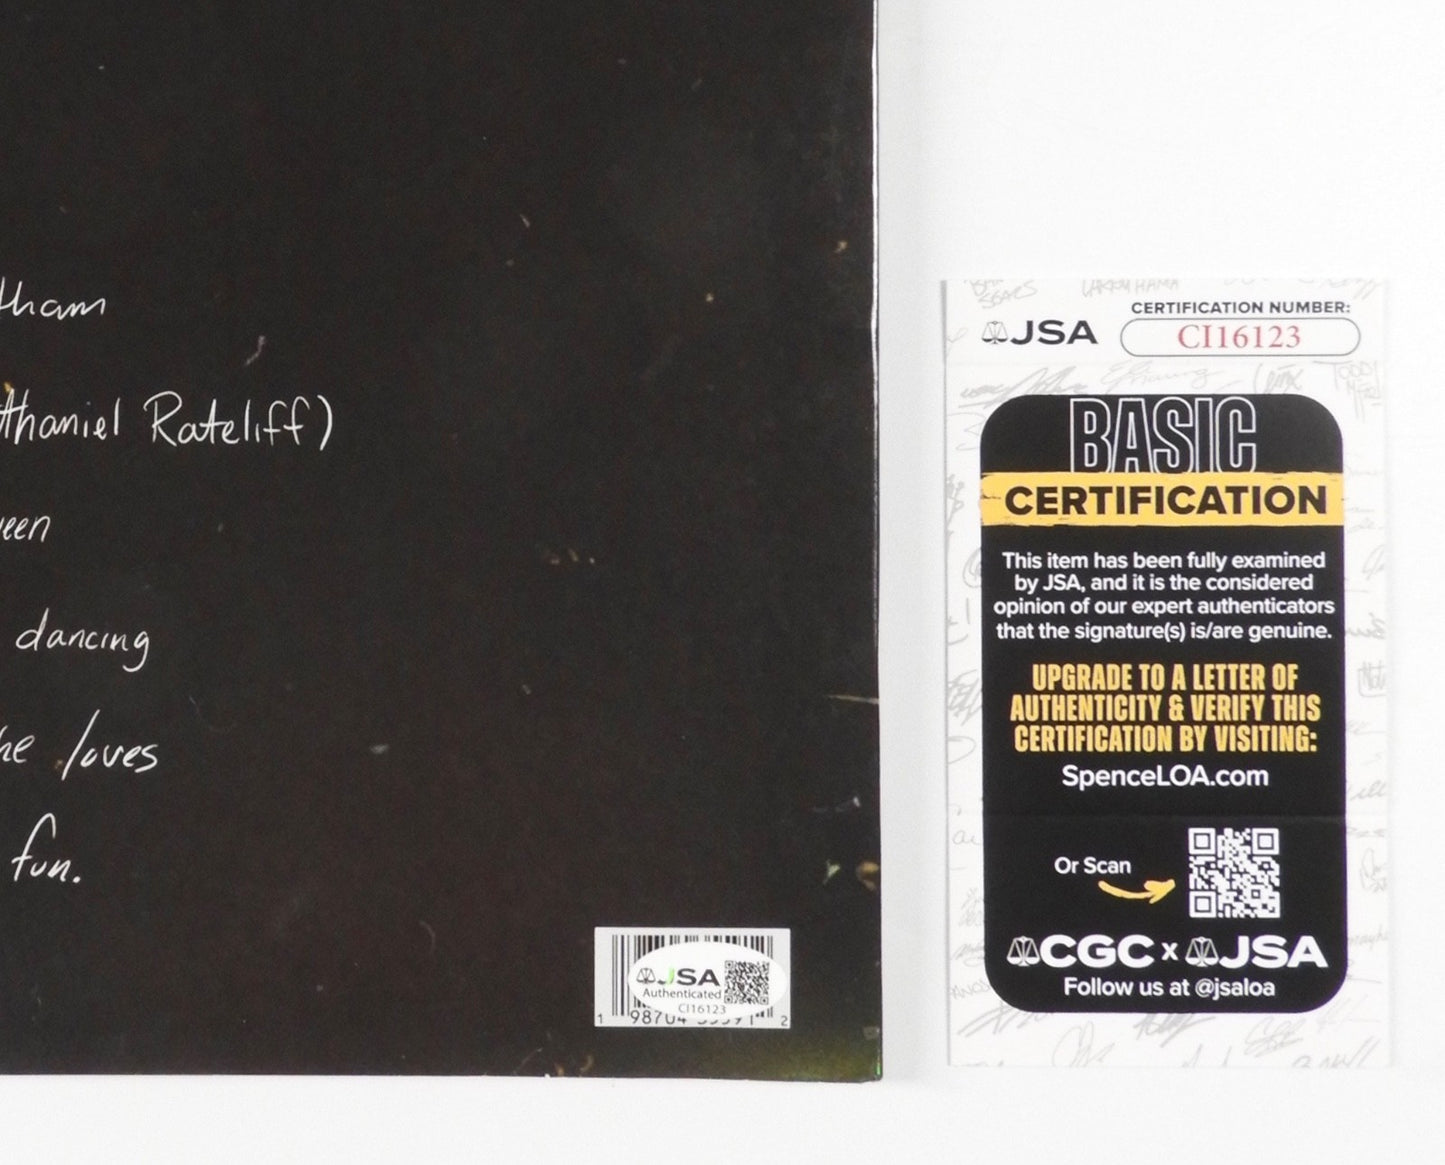 tham
thaniel Rateliff)
ween
dancing
he loves
fun.
JSA
Authenticated
CI16123
1 98704 2
JSA
CERTIFICATION NUMBER:
CI16123
BASIC
CERTIFICATION
This item has been fully examined
by JSA, and it is the considered
opinion of our expert authenticators
that the signature(s) is/are genuine.
UPGRADE TO A LETTER OF
AUTHENTICITY & VERIFY THIS
CERTIFICATION BY VISITING:
SpenceLOA.com
Or Scan
CGC x JSA
Follow us at @jsaloa